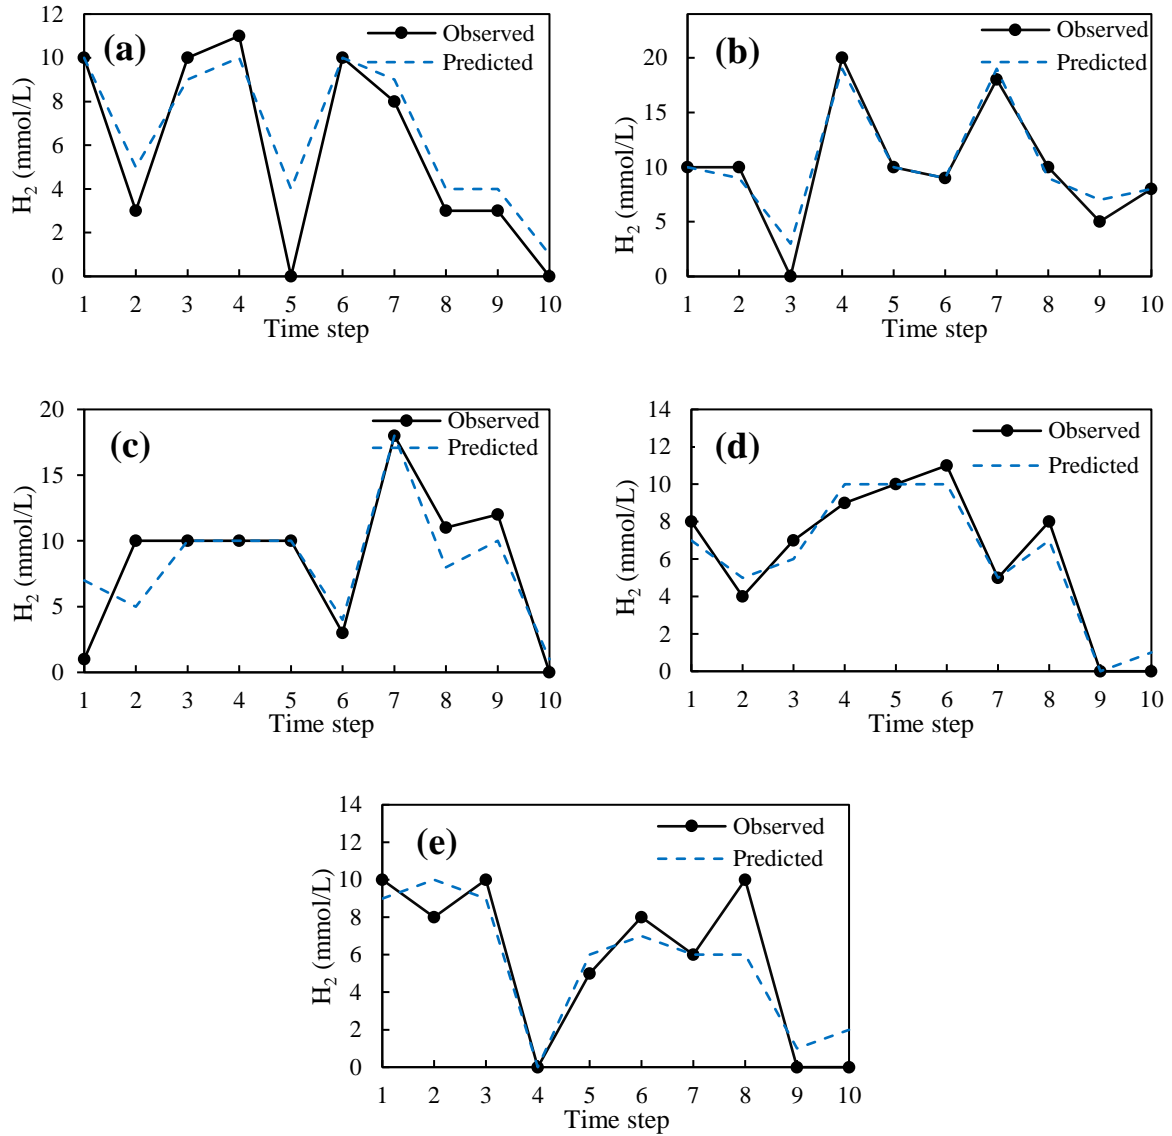 12
10
8
6
4
2
0
H₂ (mmol/L)
(a)
Observed
Predicted
1 2 3 4 5 6 7 8 9 10
Time step
20
15
10
5
0
H₂ (mmol/L)
(b)
Observed
Predicted
1 2 3 4 5 6 7 8 9 10
Time step
20
15
10
5
0
H₂ (mmol/L)
(c)
Observed
Predicted
1 2 3 4 5 6 7 8 9 10
Time step
14
12
10
8
6
4
2
0
H₂ (mmol/L)
(d)
Observed
Predicted
1 2 3 4 5 6 7 8 9 10
Time step
14
12
10
8
6
4
2
0
H₂ (mmol/L)
(e)
Observed
Predicted
1 2 3 4 5 6 7 8 9 10
Time step